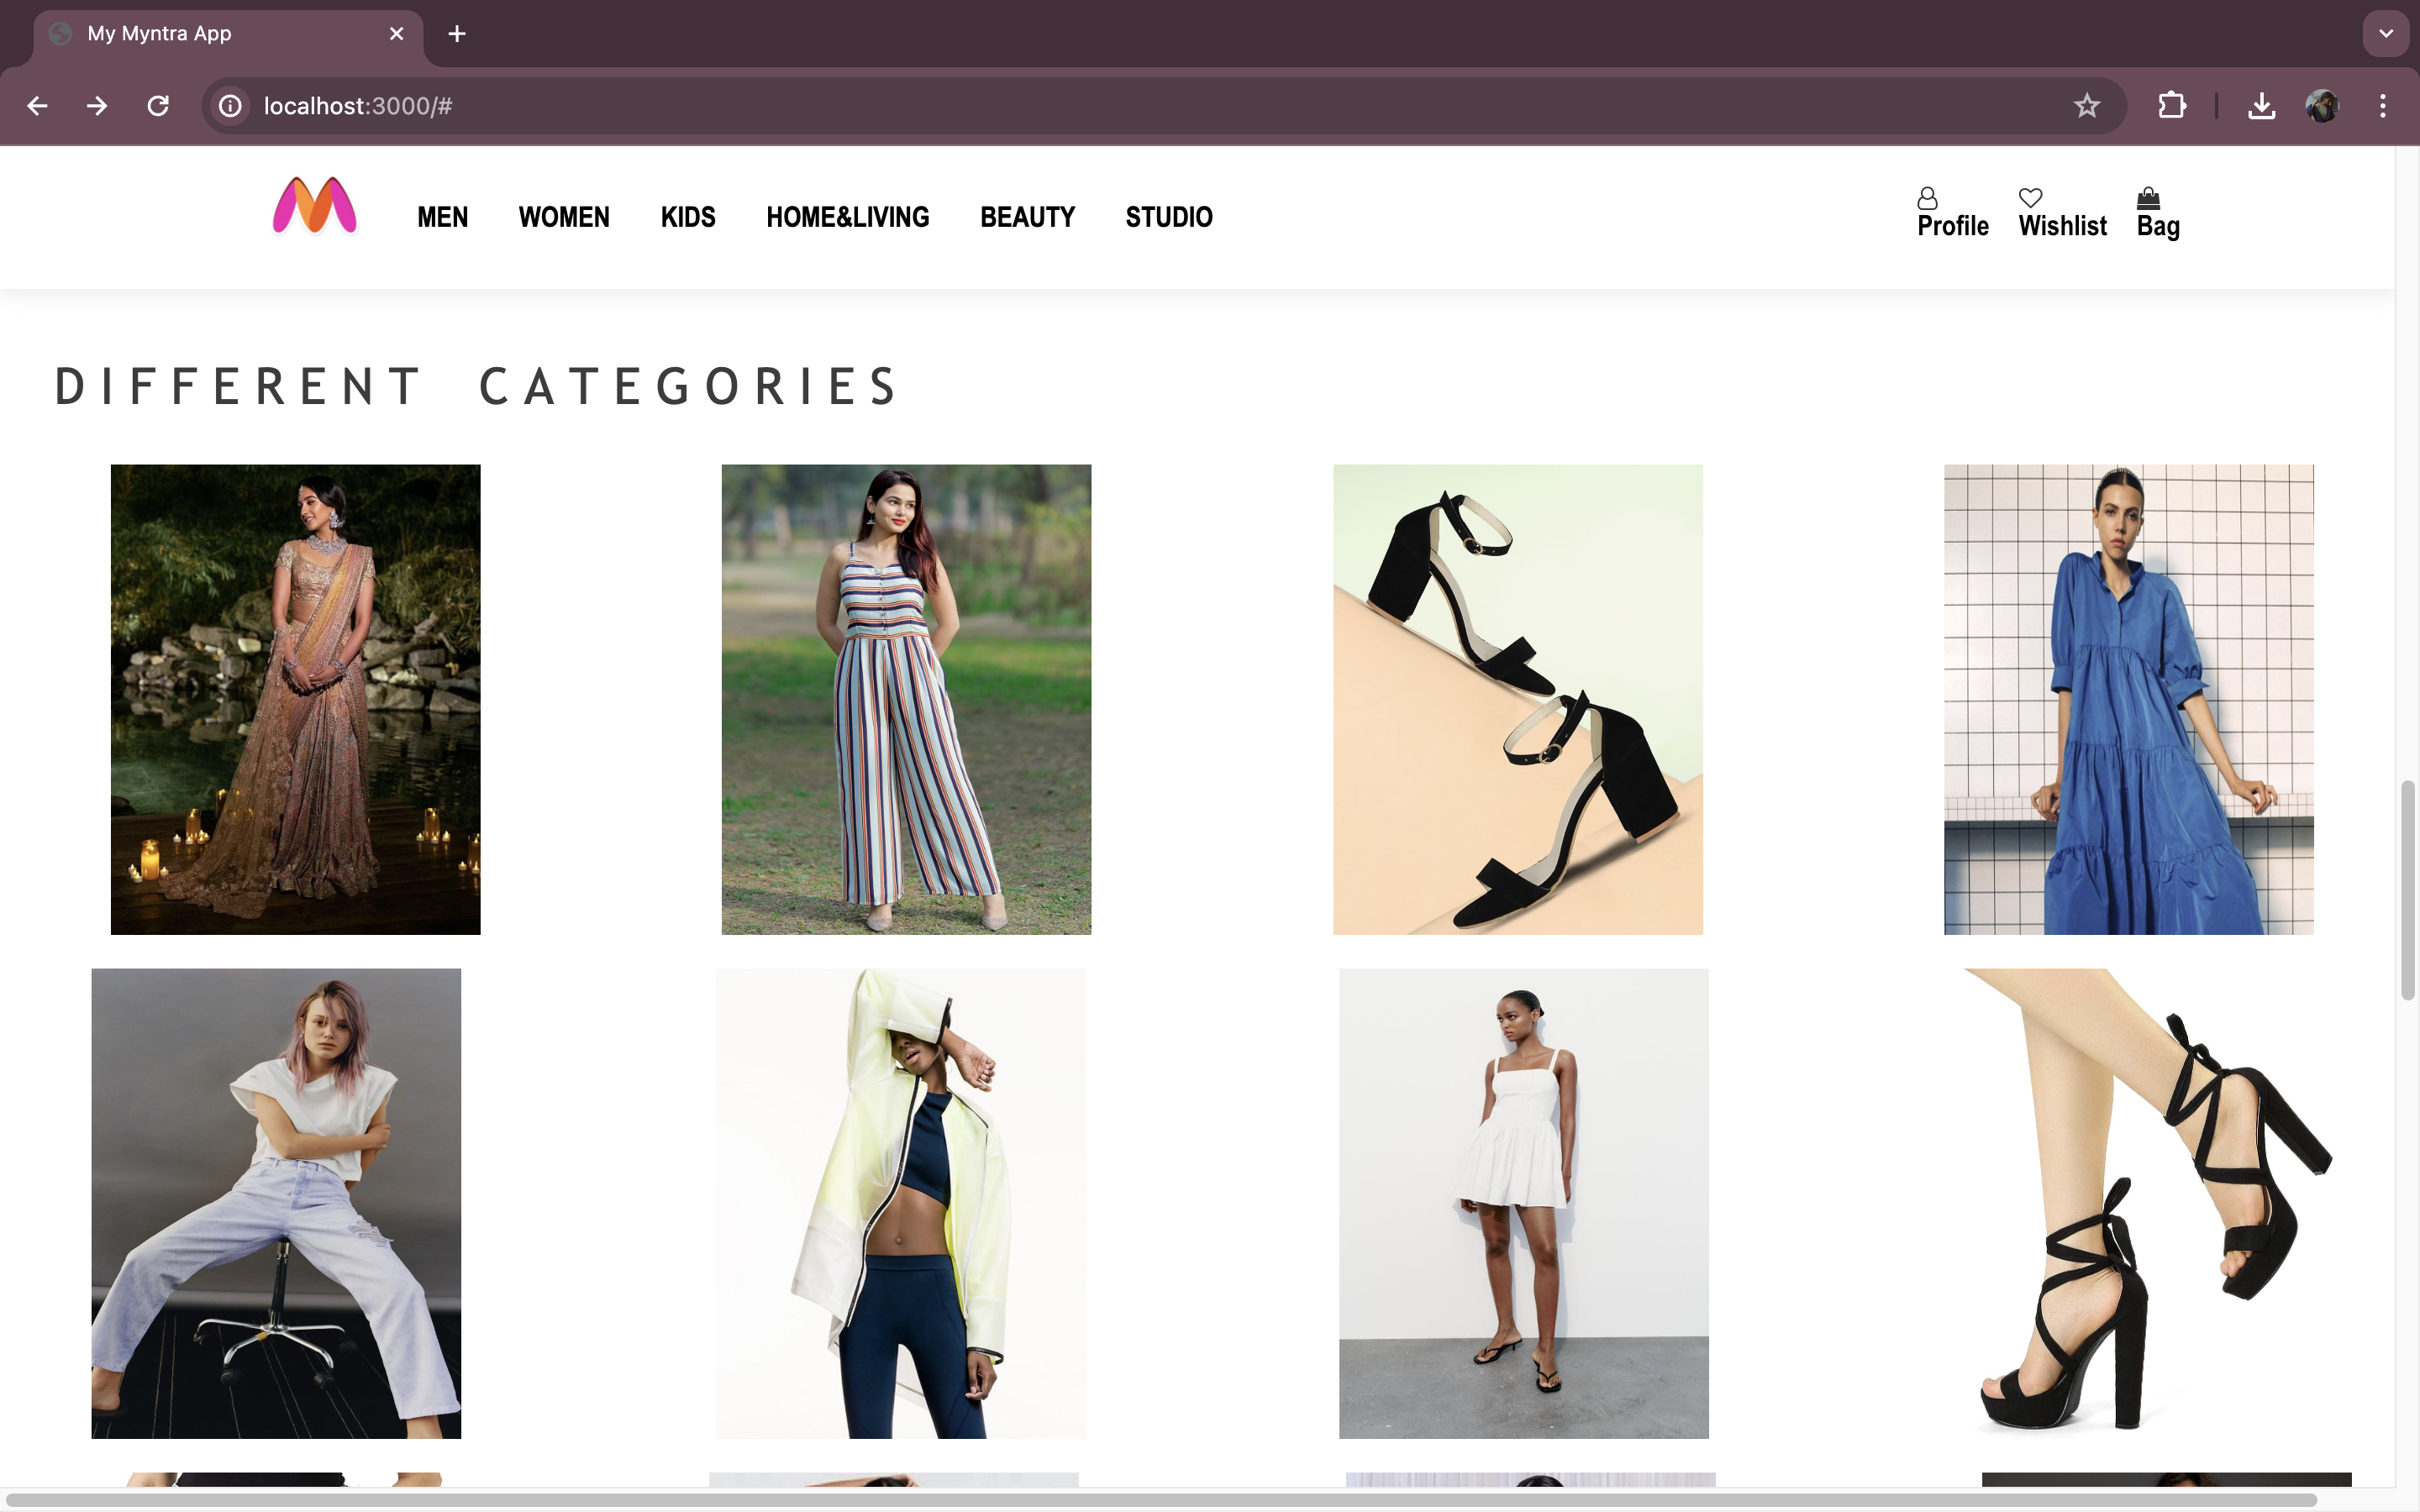 My Myntra App
localhost:3000/#
MEN WOMEN KIDS HOME&LIVING BEAUTY STUDIO
Profile Wishlist Bag
DIFFERENT CATEGORIES